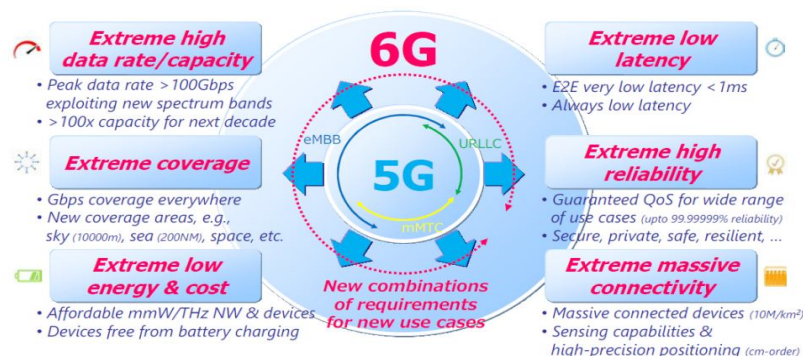 Extreme high
data rate/capacity
• Peak data rate >100Gbps
exploiting new spectrum bands
• >100x capacity for next decade
Extreme coverage
• Gbps coverage everywhere
• New coverage areas, e.g.,
sky (10000m), sea (200NM), space, etc.
Extreme low
energy & cost
• Affordable mmW/THz NW & devices
• Devices free from battery charging
6G
eMBB
URLLC
5G
mMTC
New combinations
of requirements
for new use cases
Extreme low
latency
• E2E very low latency <1ms
• Always low latency
Extreme high
reliability
• Guaranteed QoS for wide range
of use cases (upto 99.99999% reliability)
• Secure, private, safe, resilient, ...
Extreme massive
connectivity
• Massive connected devices (10M/km²)
• Sensing capabilities &
high-precision positioning (cm-order)